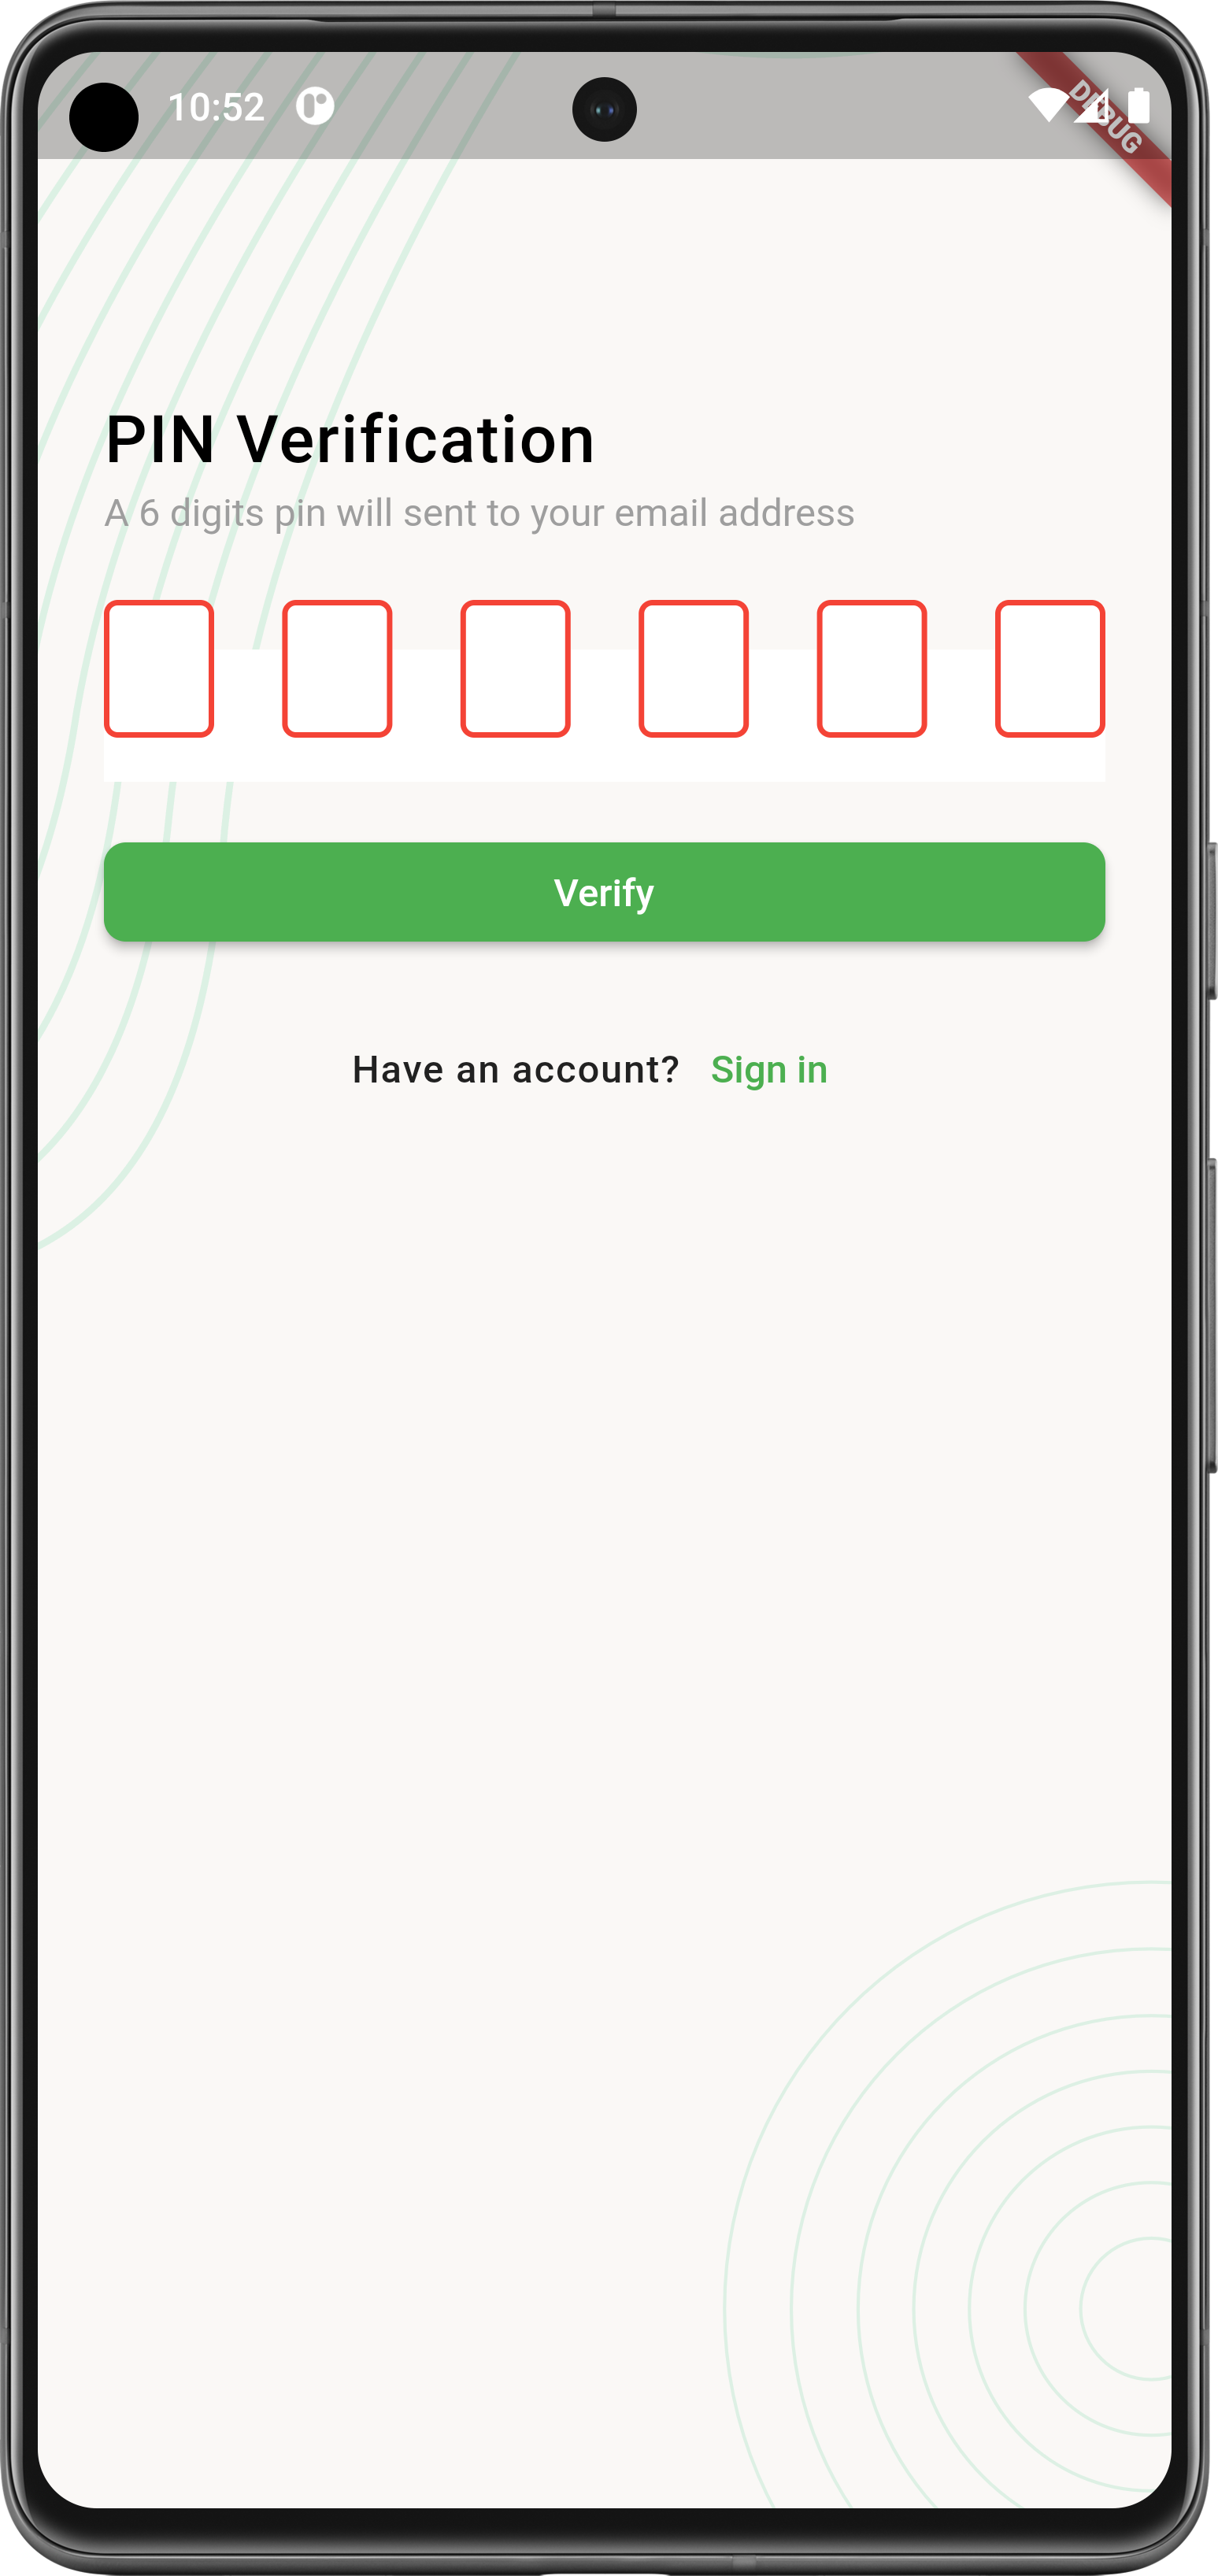 10:52
DEBUG
PIN Verification
A 6 digits pin will sent to your email address
Verify
Have an account? Sign in